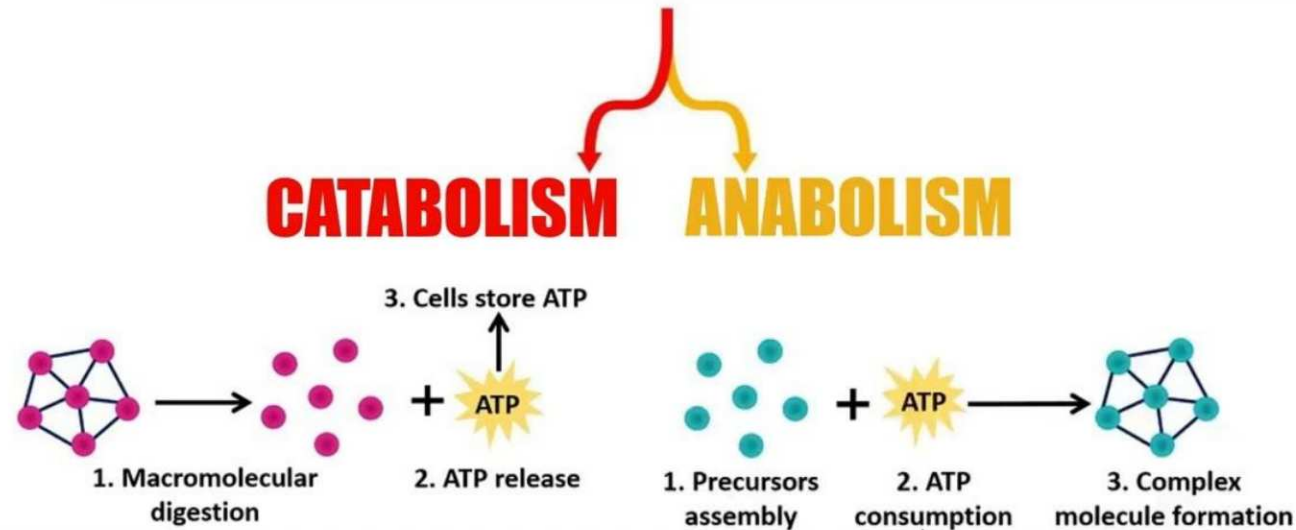 CATABOLISM
ANABOLISM
3. Cells store ATP
+
ATP
1. Macromolecular
digestion
2. ATP release
+
ATP
1. Precursors
assembly
2. ATP
consumption
3. Complex
molecule formation